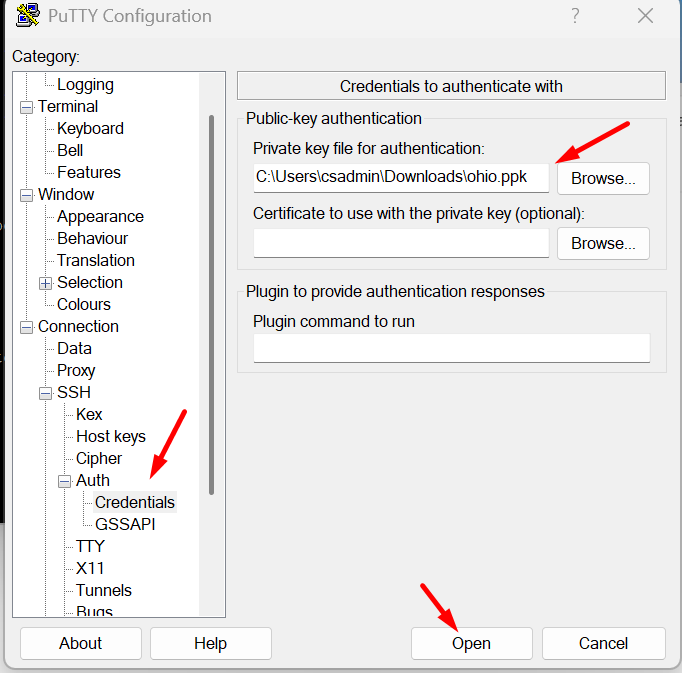 PuTTY Configuration
?
Category:
Logging
Terminal
Keyboard
Bell
Features
Window
Appearance
Behaviour
Translation
Selection
Colours
Connection
Data
Proxy
SSH
Kex
Host keys
Cipher
Auth
Credentials
GSSAPI
TTY
X11
Tunnels
Bugs
Credentials to authenticate with
Public-key authentication
Private key file for authentication:
C:\Users\csadmin\Downloads\ohio.ppk
Browse...
Certificate to use with the private key (optional):
Browse...
Plugin to provide authentication responses
Plugin command to run
About
Help
Open
Cancel